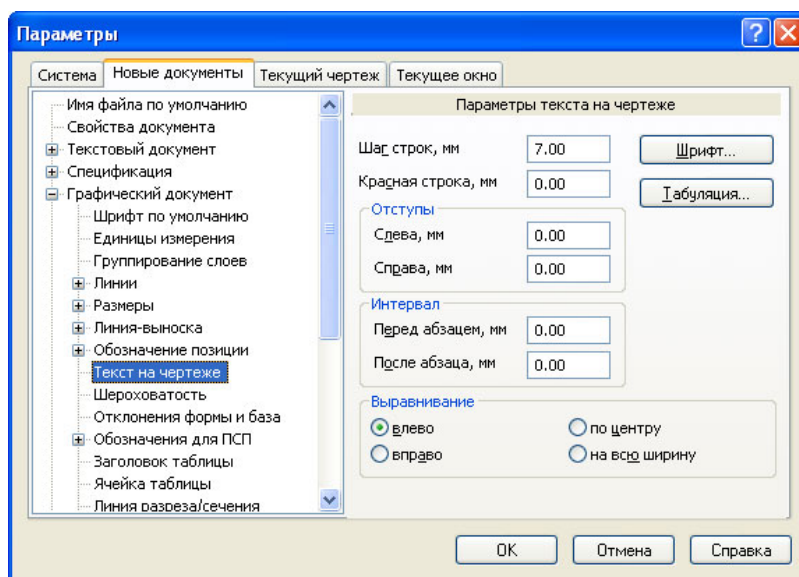 Параметры
Система
Новые документы
Текущий чертеж
Текущее окно
Имя файла по умолчанию
Свойства документа
Текстовый документ
Спецификация
Графический документ
Шрифт по умолчанию
Единицы измерения
Группирование слоев
Линии
Размеры
Линия-выноска
Обозначение позиции
Текст на чертеже
Шероховатость
Отклонения формы и база
Обозначения для ПСП
Заголовок таблицы
Ячейка таблицы
Линия разреза/сечения
Параметры текста на чертеже
Шаг строк, мм 7.00 Шрифт...
Красная строка, мм 0.00 Табуляция...
Отступы
Слева, мм 0.00
Справа, мм 0.00
Интервал
Перед абзацем, мм 0.00
После абзаца, мм 0.00
Выравнивание
влево по центру
вправо на всю ширину
OK Отмена Справка